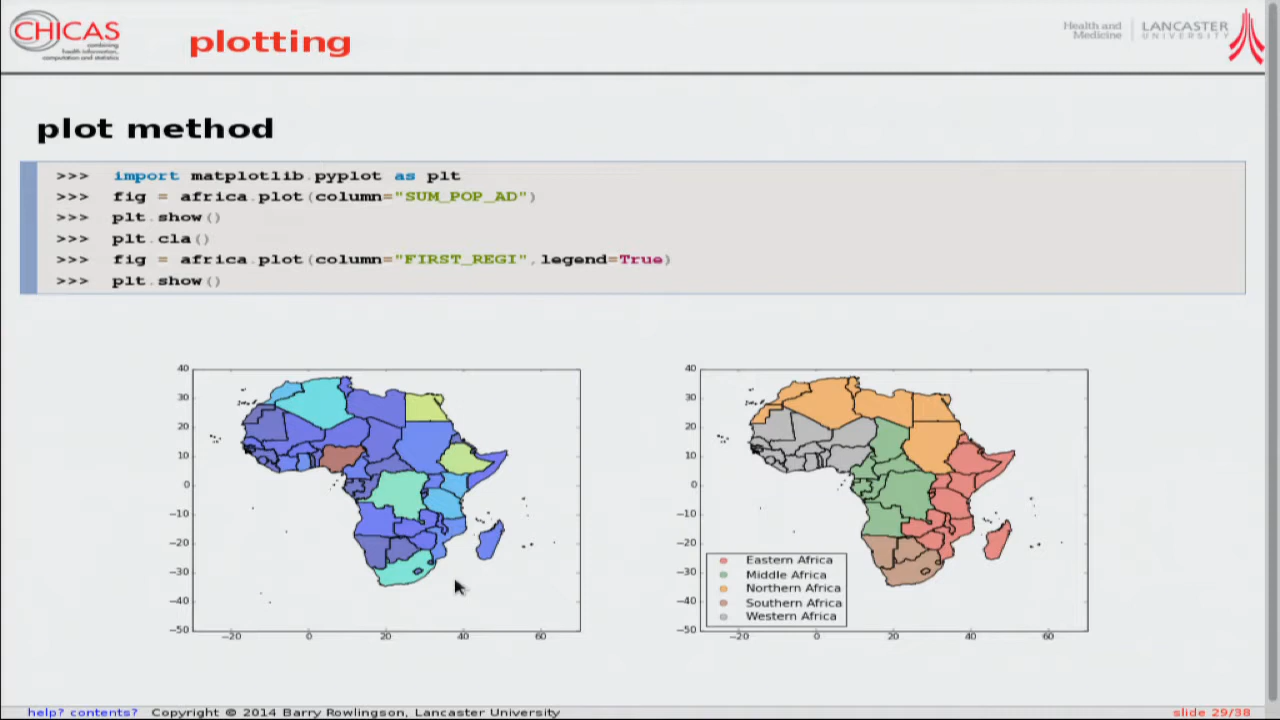 CHICAS
combining
health information,
computation and statistics
plotting
Health and
Medicine
LANCASTER
UNIVERSITY
plot method
>>> import matplotlib.pyplot as plt
>>> fig = africa.plot(column="SUM_POP_AD")
>>> plt.show()
>>> plt.cla()
>>> fig = africa.plot(column="FIRST_REGI",legend=True)
>>> plt.show()
40
30
20
10
0
−10
−20
−30
−40
−50
−20 0 20 40 60
40
30
20
10
0
−10
−20
−30
−40
−50
−20 0 20 40 60
Eastern Africa
Middle Africa
Northern Africa
Southern Africa
Western Africa
help? contents? Copyright © 2014 Barry Rowlingson, Lancaster University
slide 29/38